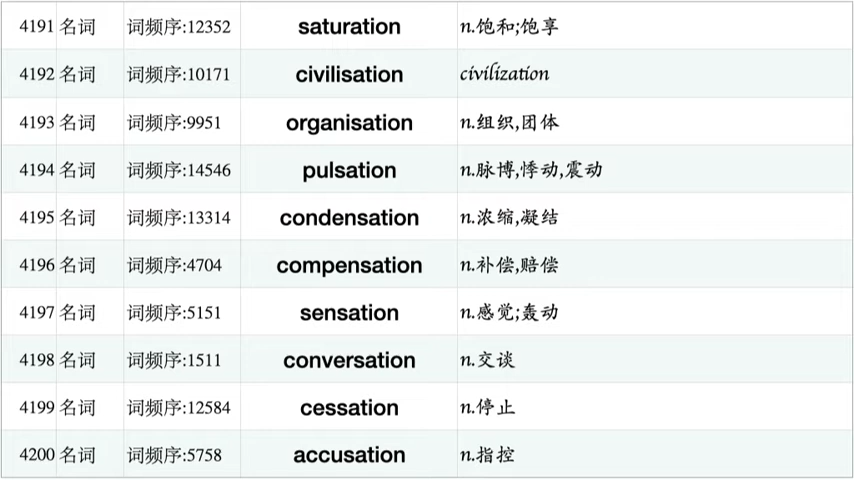 4191 名词 词频序:12352 saturation n.饱和;饱享
4192 名词 词频序:10171 civilisation civilization
4193 名词 词频序:9951 organisation n.组织,团体
4194 名词 词频序:14546 pulsation n.脉博,悸动,震动
4195 名词 词频序:13314 condensation n.浓缩,凝结
4196 名词 词频序:4704 compensation n.补偿,赔偿
4197 名词 词频序:5151 sensation n.感觉;轰动
4198 名词 词频序:1511 conversation n.交谈
4199 名词 词频序:12584 cessation n.停止
4200 名词 词频序:5758 accusation n.指控